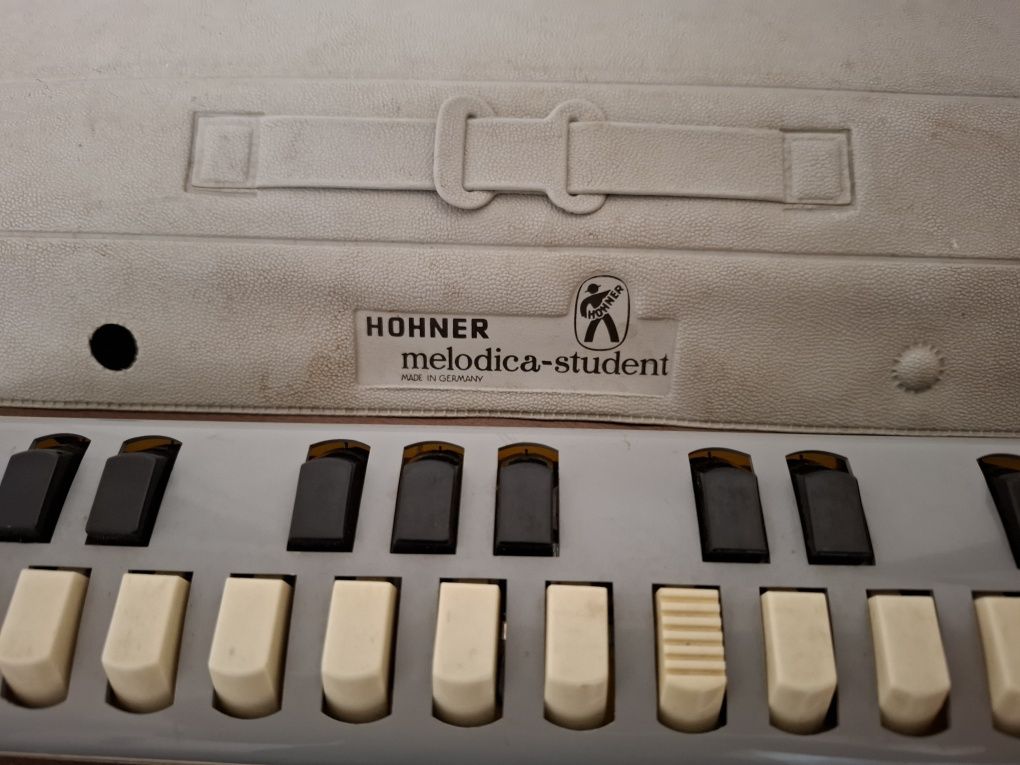 HOHNER
HOHNER
melodica-student
MADE IN GERMANY